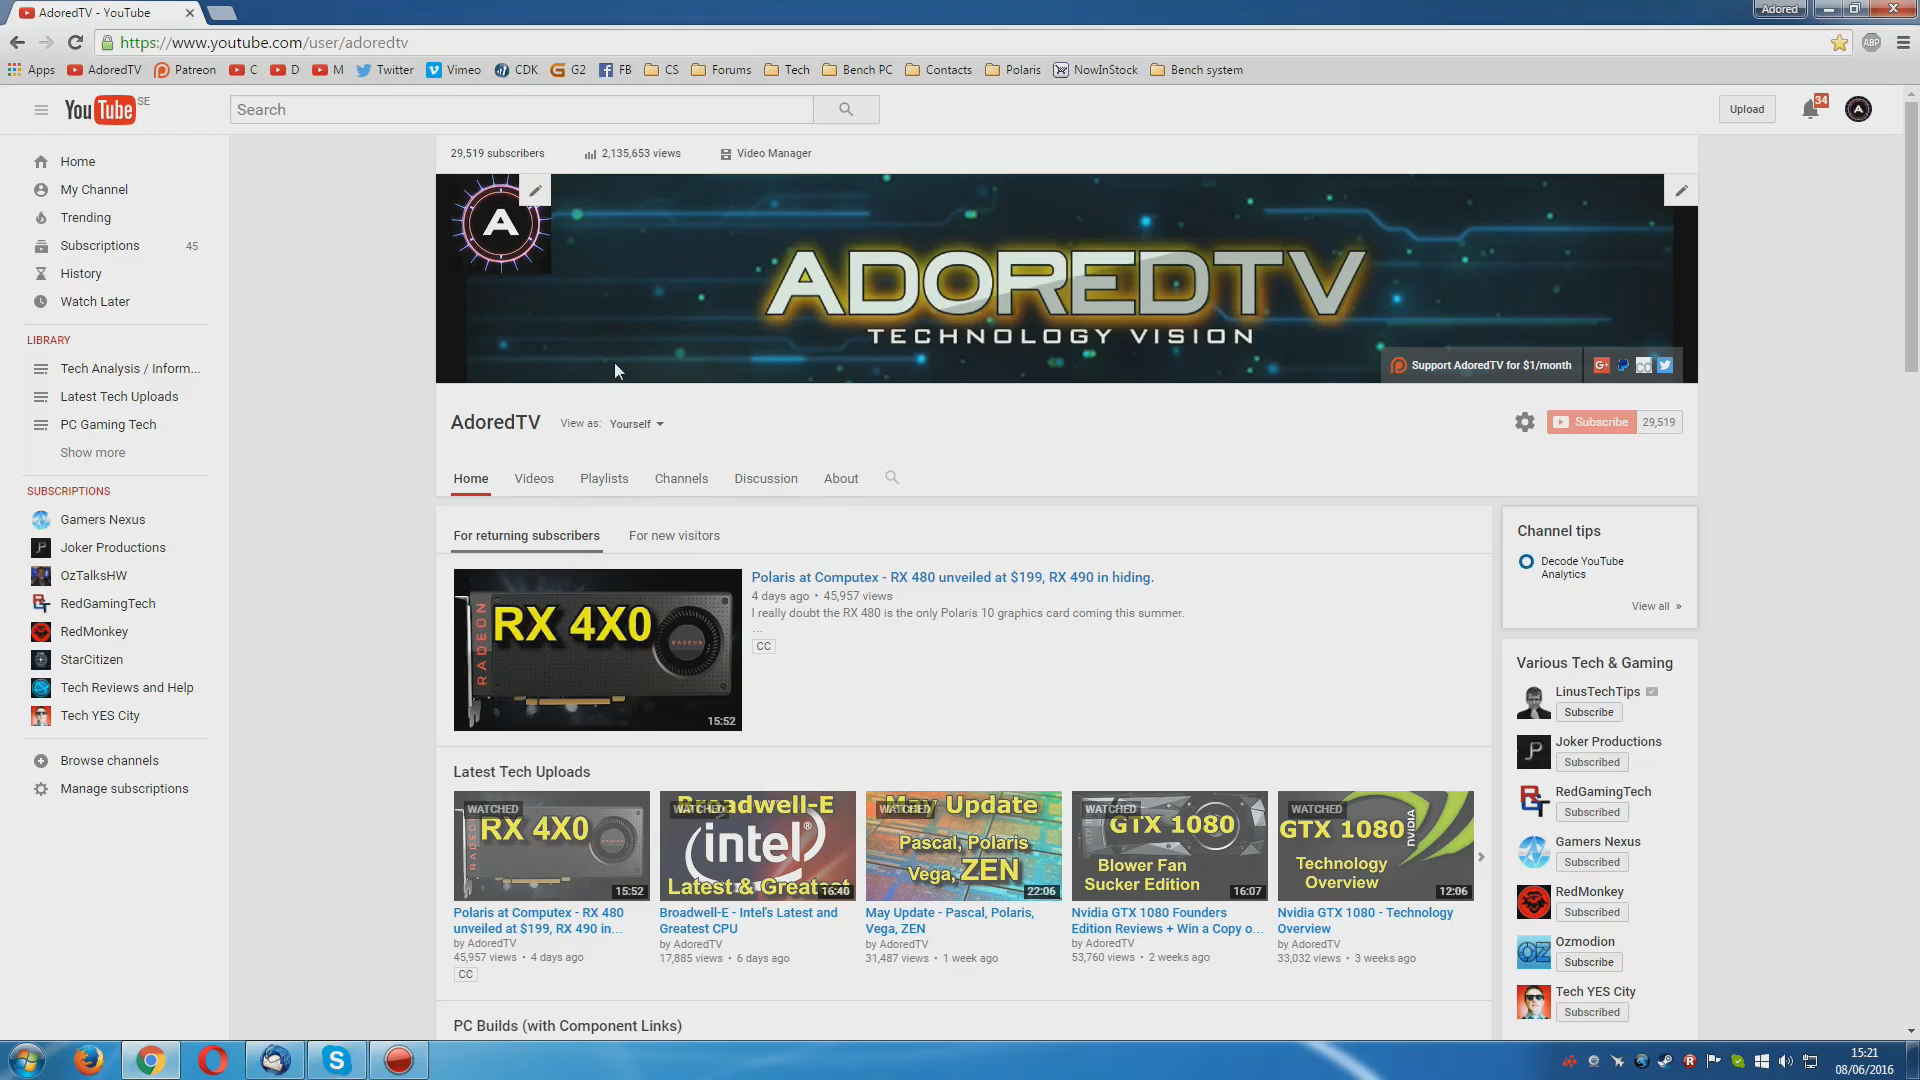 AdoredTV - YouTube
Adored
https://www.youtube.com/user/adoredtv
ABP
Apps AdoredTV Patreon C D M Twitter Vimeo CDK G2 FB CS Forums Tech Bench PC Contacts Polaris NowInStock Bench system
YouTube SE
Search
Upload
34
A
Home
My Channel
Trending
Subscriptions 45
History
Watch Later
LIBRARY
Tech Analysis / Inform...
Latest Tech Uploads
PC Gaming Tech
Show more
SUBSCRIPTIONS
Gamers Nexus
Joker Productions
OzTalksHW
RedGamingTech
RedMonkey
StarCitizen
Tech Reviews and Help
Tech YES City
Browse channels
Manage subscriptions
29,519 subscribers 2,135,653 views Video Manager
A
ADOREDTV
TECHNOLOGY VISION
Support AdoredTV for $1/month
AdoredTV View as: Yourself
Subscribe 29,519
Home Videos Playlists Channels Discussion About
For returning subscribers For new visitors
RADEON
RX 4X0
RADEON
15:52
Polaris at Computex - RX 480 unveiled at $199, RX 490 in hiding.
4 days ago • 45,957 views
I really doubt the RX 480 is the only Polaris 10 graphics card coming this summer.
...
CC
Latest Tech Uploads
WATCHED
RX 4X0
15:52
Polaris at Computex - RX 480
unveiled at $199, RX 490 in...
by AdoredTV
45,957 views • 4 days ago
CC
WATCHED
Broadwell-E
intel
Latest & Greatest
16:40
Broadwell-E - Intel's Latest and
Greatest CPU
by AdoredTV
17,885 views • 6 days ago
WATCHED
May Update
Pascal, Polaris
Vega, ZEN
22:06
May Update - Pascal, Polaris,
Vega, ZEN
by AdoredTV
31,487 views • 1 week ago
WATCHED
GTX 1080
Blower Fan
Sucker Edition
16:07
Nvidia GTX 1080 Founders
Edition Reviews + Win a Copy o...
by AdoredTV
53,760 views • 2 weeks ago
WATCHED
GTX 1080
NVIDIA
Technology
Overview
12:06
Nvidia GTX 1080 - Technology
Overview
by AdoredTV
33,032 views • 3 weeks ago
PC Builds (with Component Links)
Channel tips
Decode YouTube
Analytics
View all »
Various Tech & Gaming
LinusTechTips
Subscribe
Joker Productions
Subscribed
RedGamingTech
Subscribed
Gamers Nexus
Subscribed
RedMonkey
Subscribed
Ozmodion
Subscribe
Tech YES City
Subscribed
15:21
08/06/2016